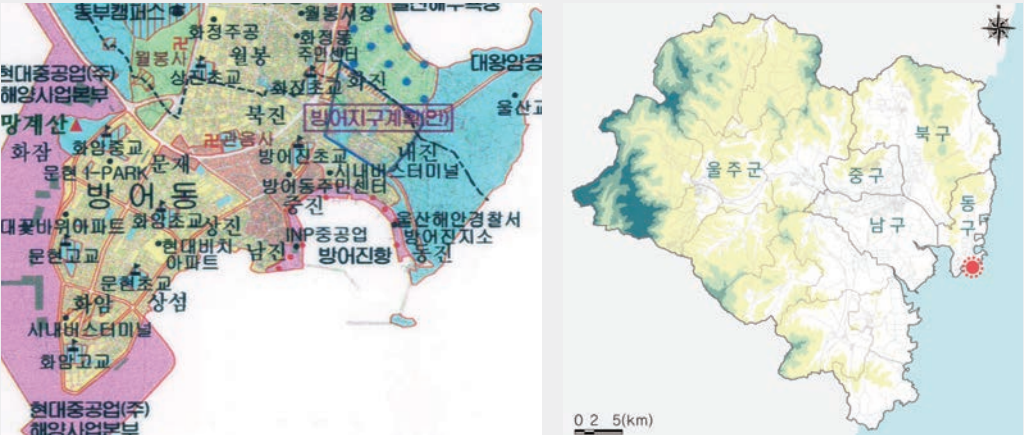 동부캠퍼스
월봉시장
화정주공
화정동
주민센터
월봉사
월봉
상진초교
화진초교
화진
대왕암공
현대중공업(주)
해양사업본부
북진
방어지구계획(안)
울산교
망계산
관음사
화잠
화암중교
문재
방어진초교
내진
시내버스터미널
문현 I-PARK
방어동
방어동주민센터
중진
대꽃바위아파트
화암초교
상진
울산해안경찰서
방어진지소
INP중공업
동진
문현고교
현대비치
아파트
남진
방어진항
문현초교
화암
상섬
시내버스터미널
화암고교
현대중공업(주)
해양사업본부
북구
울주군
중구
동구
남구
0 2 5(km)